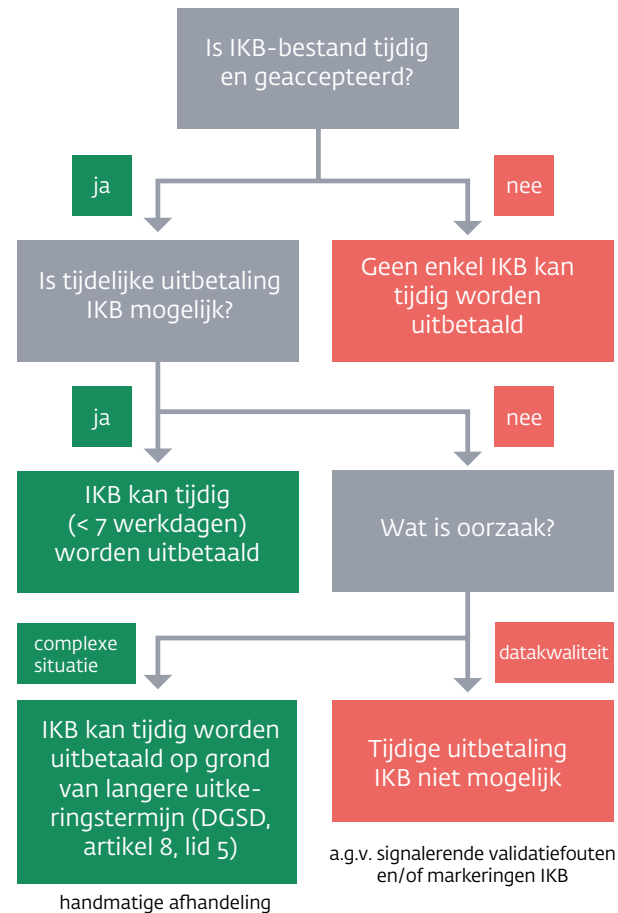 Is IKB-bestand tijdig
en geaccepteerd?
ja
nee
Is tijdelijke uitbetaling
IKB mogelijk?
Geen enkel IKB kan
tijdig worden
uitbetaald
ja
nee
IKB kan tijdig
(< 7 werkdagen)
worden uitbetaald
Wat is oorzaak?
complexe
situatie
datakwaliteit
IKB kan tijdig worden
uitbetaald op grond
van langere uitke-
ringstermijn (DGSD,
artikel 8, lid 5)
Tijdige uitbetaling
IKB niet mogelijk
a.g.v. signalerende validatiefouten
en/of markeringen IKB
handmatige afhandeling